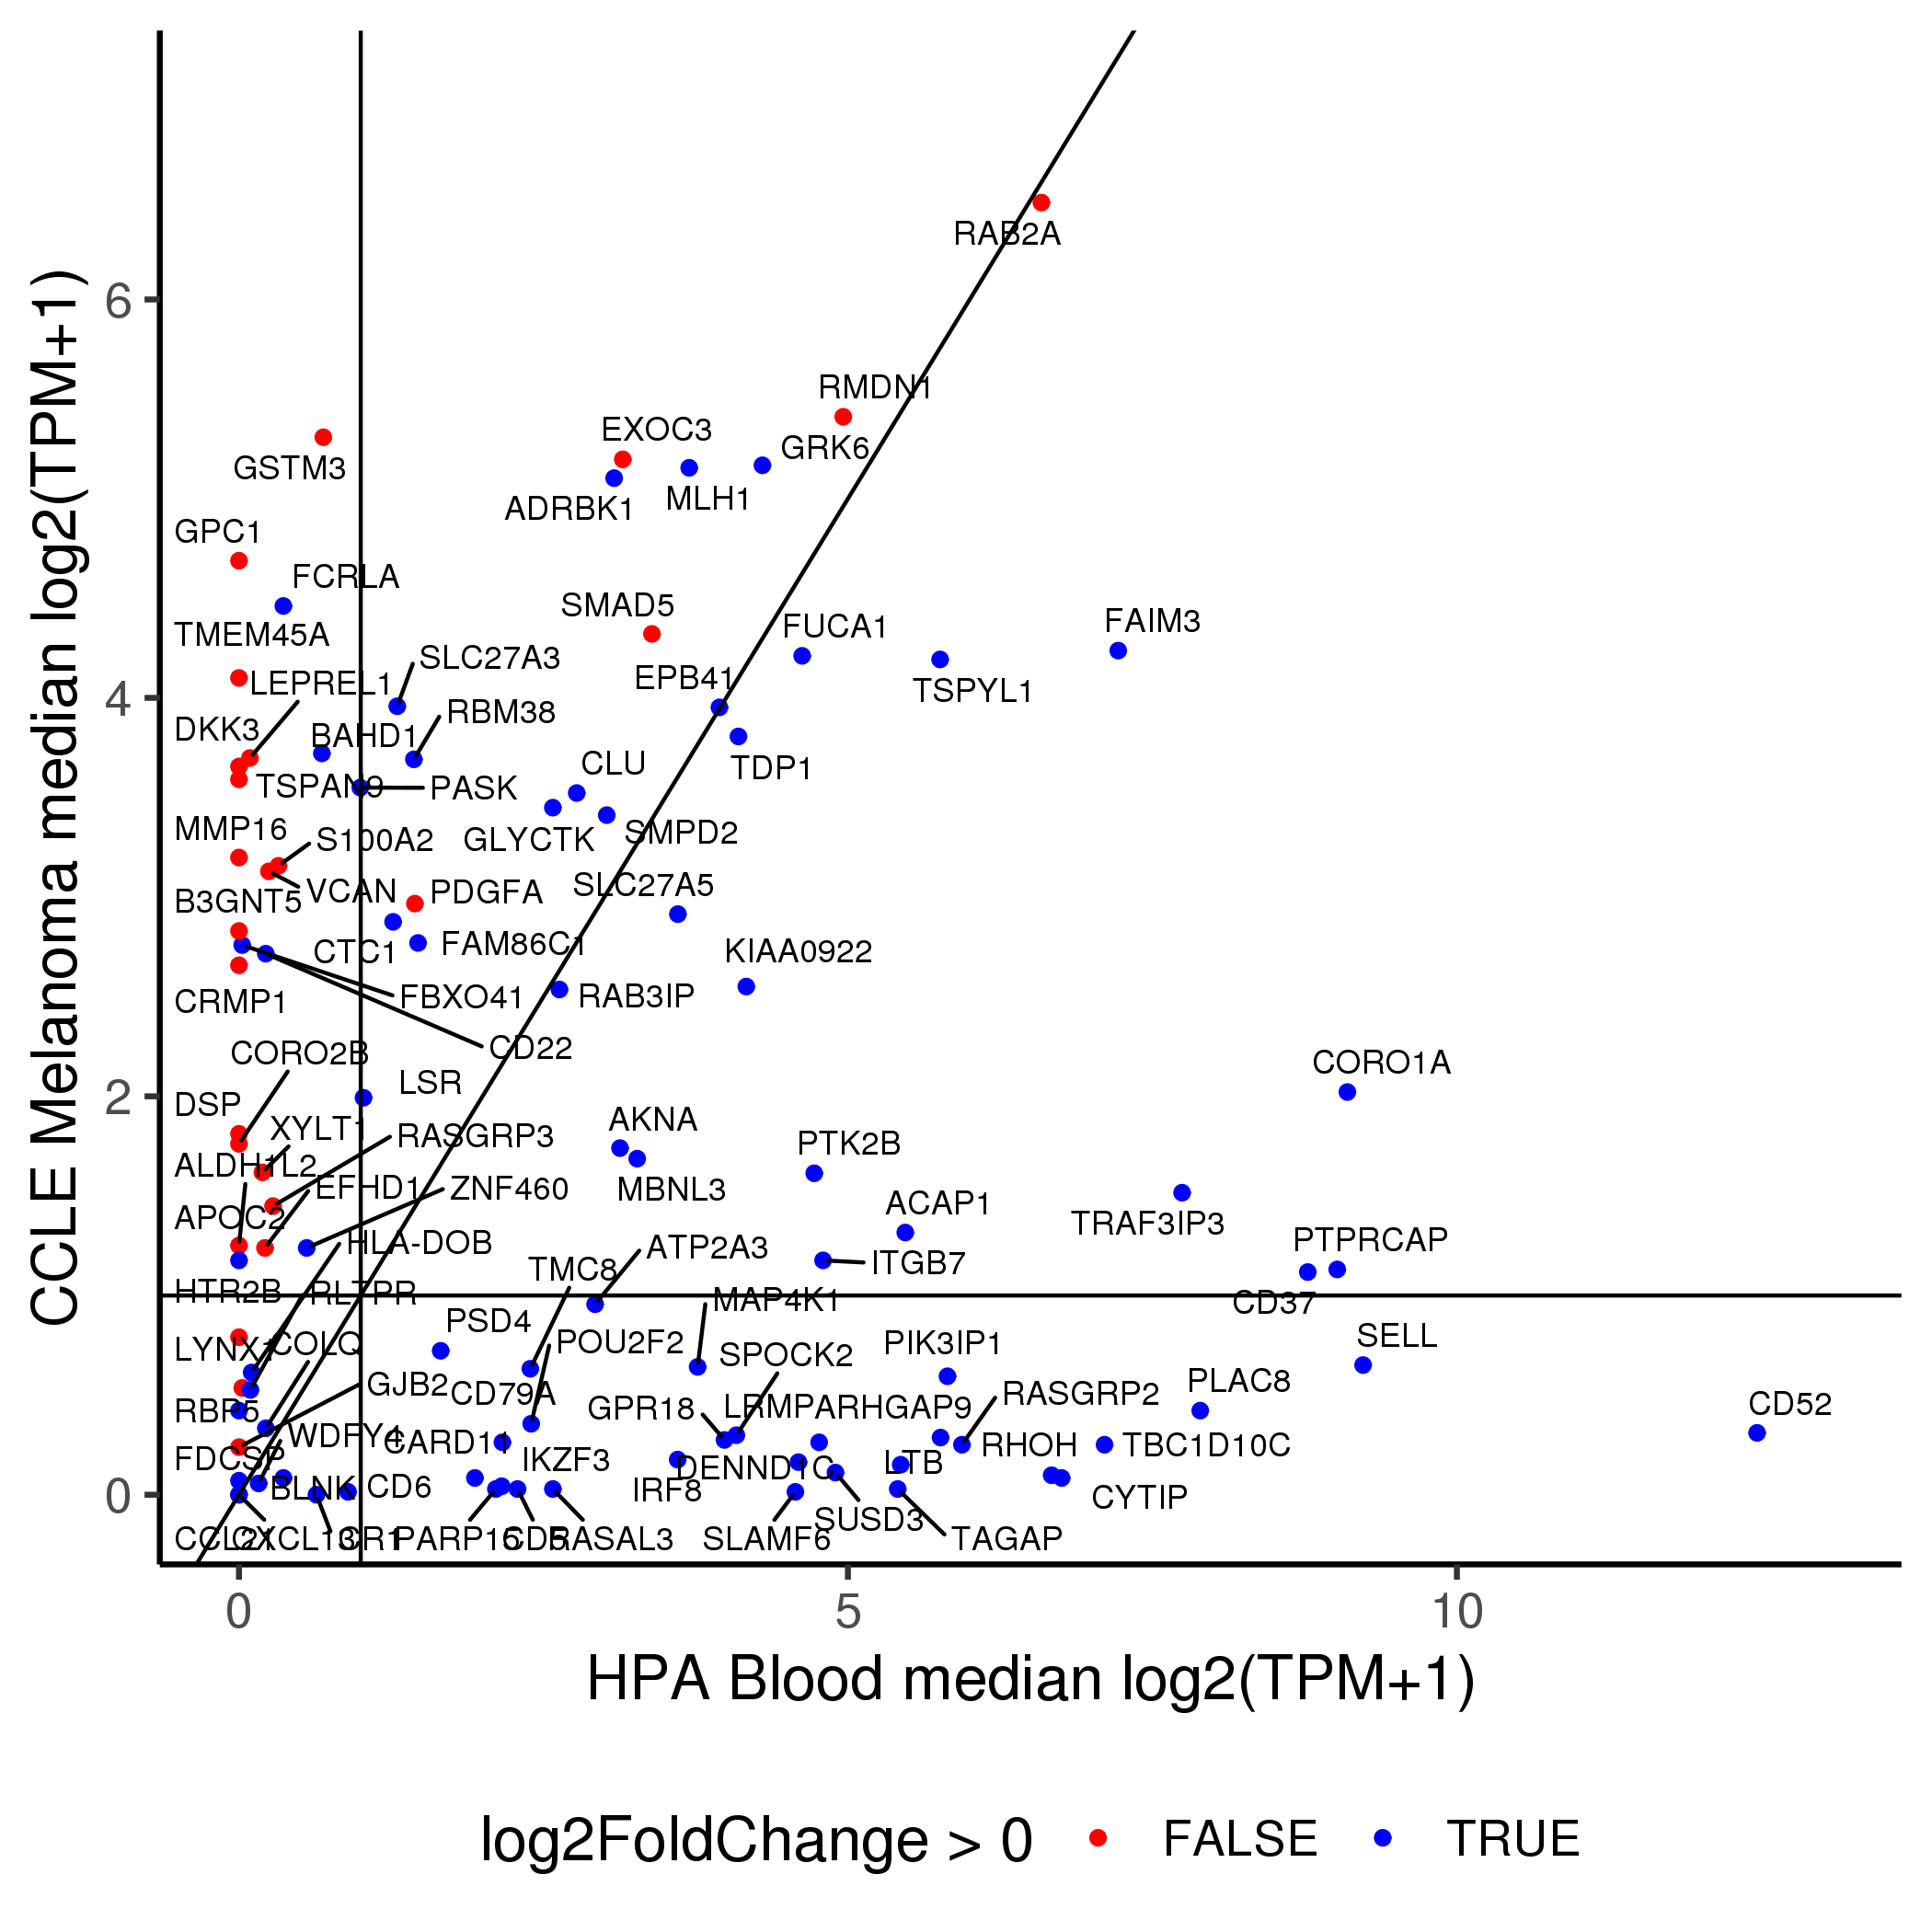 RAB2A
6
RMDN1
EXOC3
GRK6
GSTM3
MLH1
ADRBK1
GPC1
FCRLA
SMAD5
FAIM3
FUCA1
TMEM45A
SLC27A3
EPB41
4
LEPREL1
TSPYL1
RBM38
DKK3
BAHD1
CLU
TDP1
TSPAN9
PASK
MMP16
S100A2
GLYCTK
SMPD2
VCAN
PDGFA
SLC27A5
B3GNT5
CTC1
FAM86C1
KIAA0922
FBXO41
RAB3IP
CRMP1
CD22
CORO2B
CORO1A
LSR
2
DSP
XYLT1
RASGRP3
AKNA
PTK2B
ALDH1L2
EFHD1
ZNF460
MBNL3
ACAP1
APOC2
TRAF3IP3
HLA-DOB
ATP2A3
PTPRCAP
TMC8
ITGB7
HTR2B
RLTPR
MAP4K1
CD37
PSD4
LYNX1
COLQ
POU2F2
PIK3IP1
SELL
SPOCK2
GJB2
CD79A
PLAC8
RASGRP2
RBP5
GPR18
LRMP
ARHGAP9
CD52
WDFY4
CARD11
RHOH
TBC1D10C
FDCSP
IKZF3
DENND1C
LTB
BLNK
CD6
IRF8
CYTIP
0
SUSD3
CCL21
CXCL13
CR1
PARP15
CD5
RASAL3
SLAMF6
TAGAP
0
5
10
CCLE Melanoma median log2(TPM+1)
HPA Blood median log2(TPM+1)
log2FoldChange > 0
FALSE
TRUE